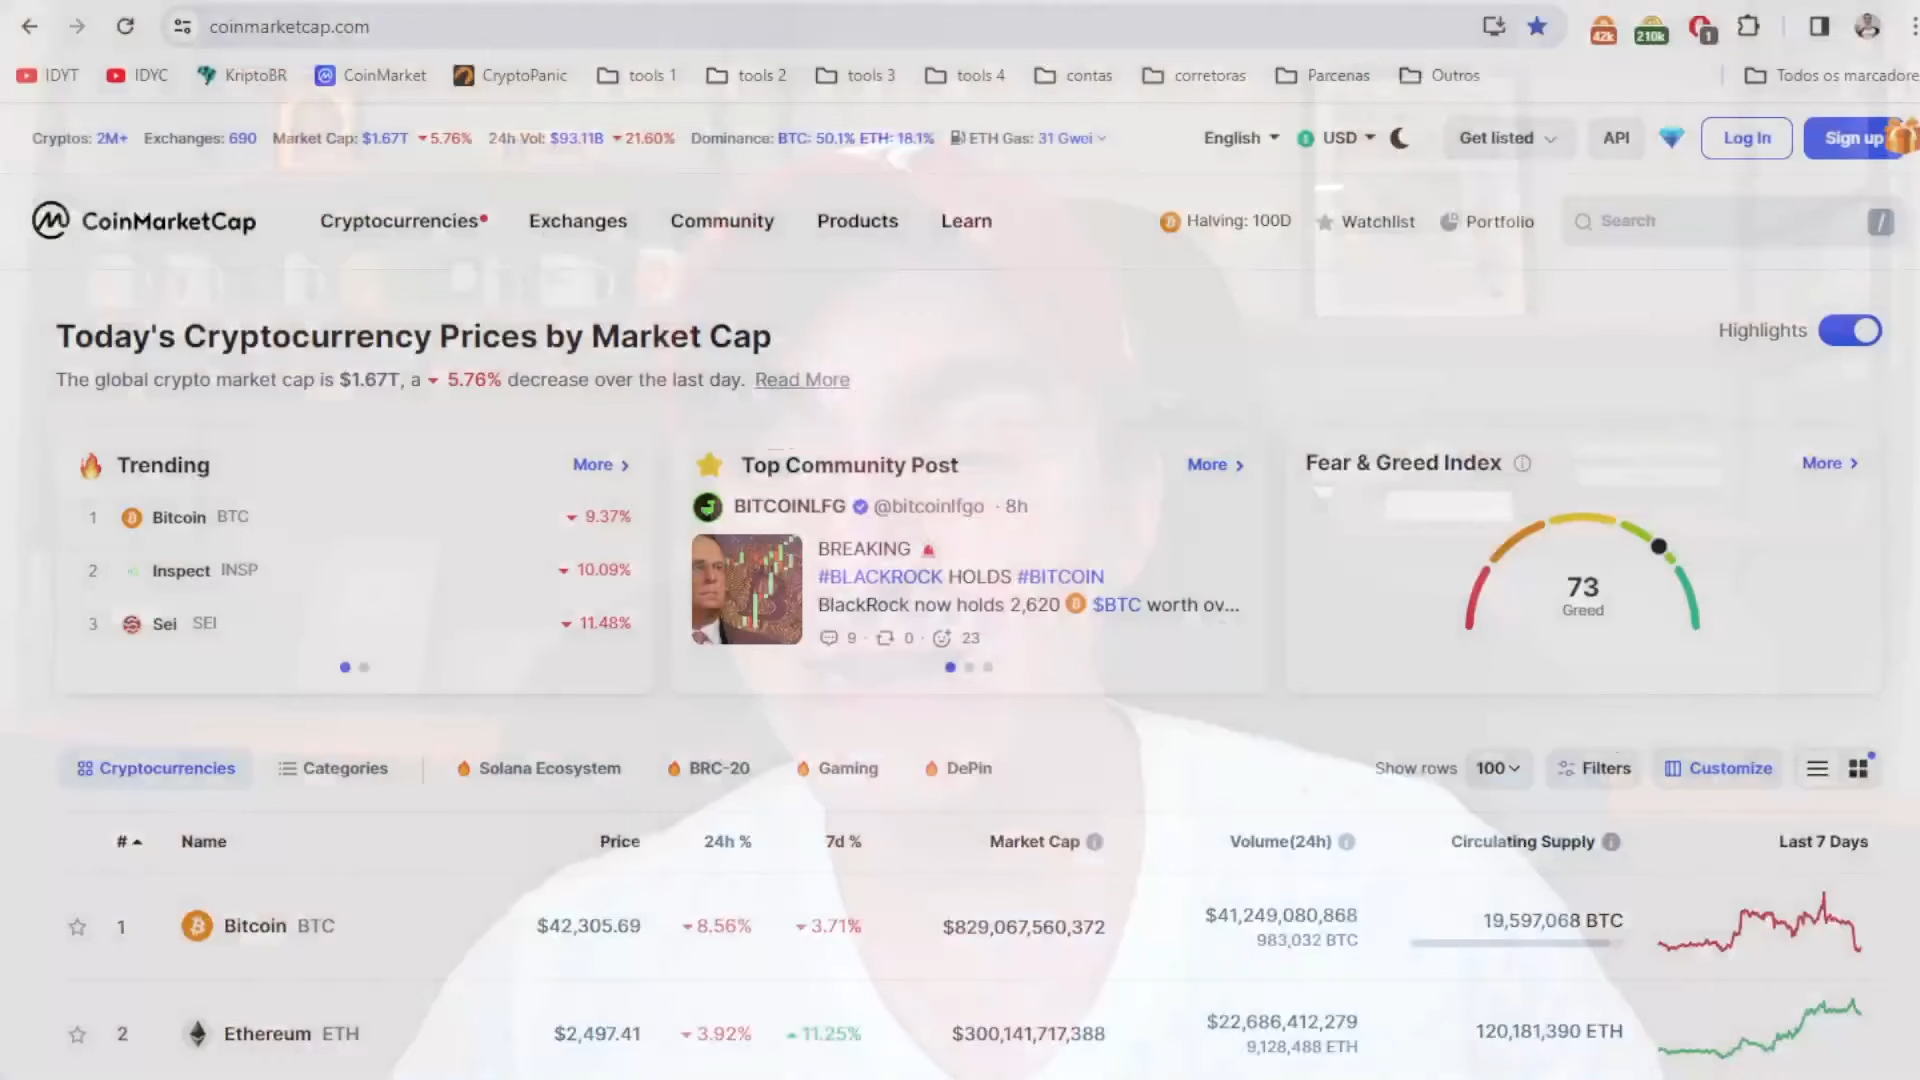 coinmarketcap.com
42k
210k
1
IDYT
IDYC
KriptoBR
CoinMarket
CryptoPanic
tools 1
tools 2
tools 3
tools 4
contas
corretoras
Parcerias
Outros
Todos os marcadore
Cryptos: 2M+ Exchanges: 690 Market Cap: $1.67T 5.76% 24h Vol: $93.11B 21.60% Dominance: BTC: 50.1% ETH: 18.1% ETH Gas: 31 Gwei
English
USD
Get listed
API
Log In
Sign up
CoinMarketCap
Cryptocurrencies
Exchanges
Community
Products
Learn
Halving: 100D
Watchlist
Portfolio
Search
/
Today's Cryptocurrency Prices by Market Cap
Highlights
The global crypto market cap is $1.67T, a 5.76% decrease over the last day. Read More
Trending
More
1 Bitcoin BTC 9.37%
2 Inspect INSP 10.09%
3 Sei SEI 11.48%
Top Community Post
More
BITCOINLFG @bitcoinlfgo · 8h
BREAKING
#BLACKROCK HOLDS #BITCOIN
BlackRock now holds 2,620 $BTC worth ov...
9 · 0 · 23
Fear & Greed Index
More
73
Greed
Cryptocurrencies
Categories
Solana Ecosystem
BRC-20
Gaming
DePin
Show rows 100
Filters
Customize
# Name Price 24h % 7d % Market Cap Volume(24h) Circulating Supply Last 7 Days
1 Bitcoin BTC $42,305.69 8.56% 3.71% $829,067,560,372 $41,249,080,868 19,597,068 BTC
983,032 BTC
2 Ethereum ETH $2,497.41 3.92% 11.25% $300,141,717,388 $22,686,412,279 120,181,390 ETH
9,128,488 ETH